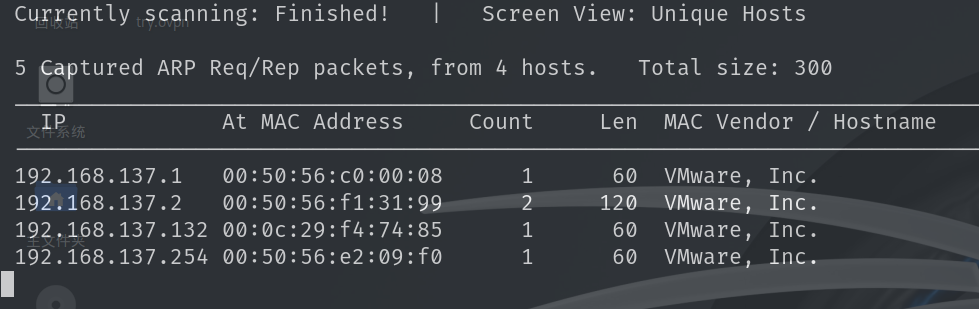 Currently scanning: Finished!   |   Screen View: Unique Hosts
回收站 try.ovpn
5 Captured ARP Req/Rep packets, from 4 hosts.   Total size: 300
IP            At MAC Address     Count     Len  MAC Vendor / Hostname
文件系统
192.168.137.1   00:50:56:c0:00:08      1      60  VMware, Inc.
192.168.137.2   00:50:56:f1:31:99      2     120  VMware, Inc.
192.168.137.132 00:0c:29:f4:74:85      1      60  VMware, Inc.
主文件夹
192.168.137.254 00:50:56:e2:09:f0      1      60  VMware, Inc.